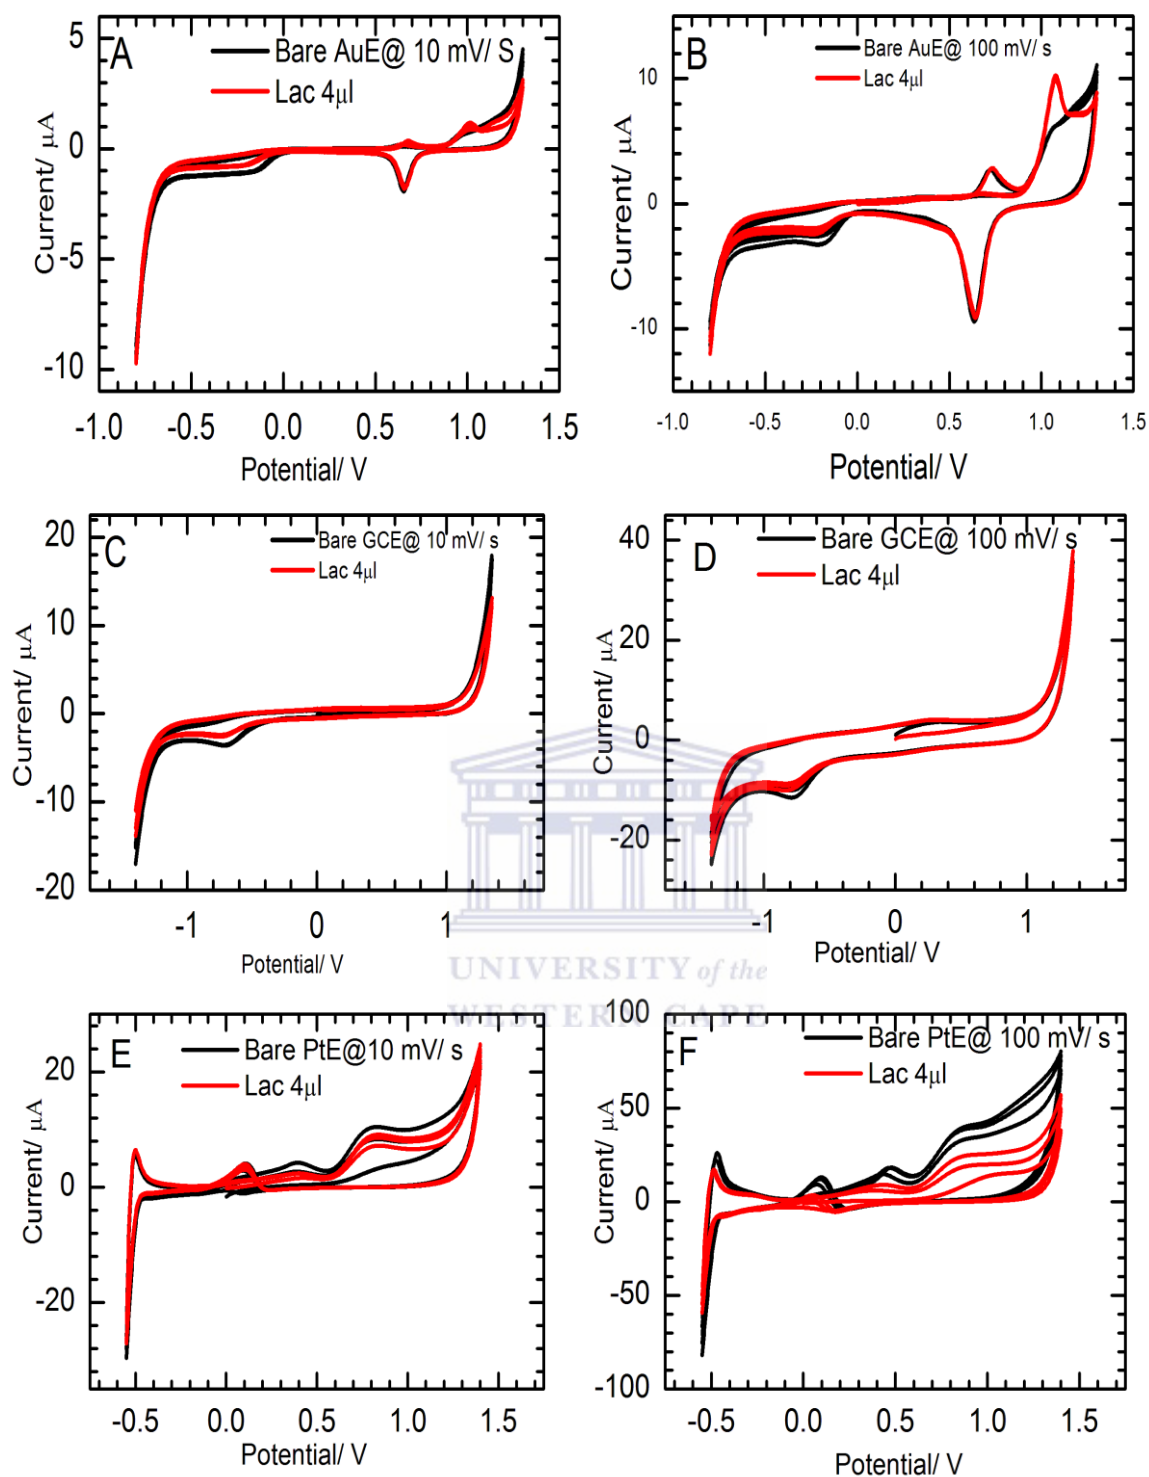 A
Bare AuE@ 10 mV/ S
Lac 4μl
5
0
-5
-10
Current/ μA
-1.0 -0.5 0.0 0.5 1.0 1.5
Potential/ V
B
Bare AuE@ 100 mV/ s
Lac 4μl
10
0
-10
Current/ μA
-1.0 -0.5 0.0 0.5 1.0 1.5
Potential/ V
C
Bare GCE@ 10 mV/ s
Lac 4μl
20
10
0
-10
-20
Current/ μA
-1 0 1
Potential/ V
D
Bare GCE@ 100 mV/ s
Lac 4μl
40
20
0
-20
Current/ μA
-1 0 1
Potential/ V
UNIVERSITY of the
WESTERN CAPE
E
Bare PtE@10 mV/ s
Lac 4μl
20
0
-20
Current/ μA
-0.5 0.0 0.5 1.0 1.5
Potential/ V
F
Bare PtE@ 100 mV/ s
Lac 4μl
100
50
0
-50
-100
Current/ μA
-0.5 0.0 0.5 1.0 1.5
Potential/ V